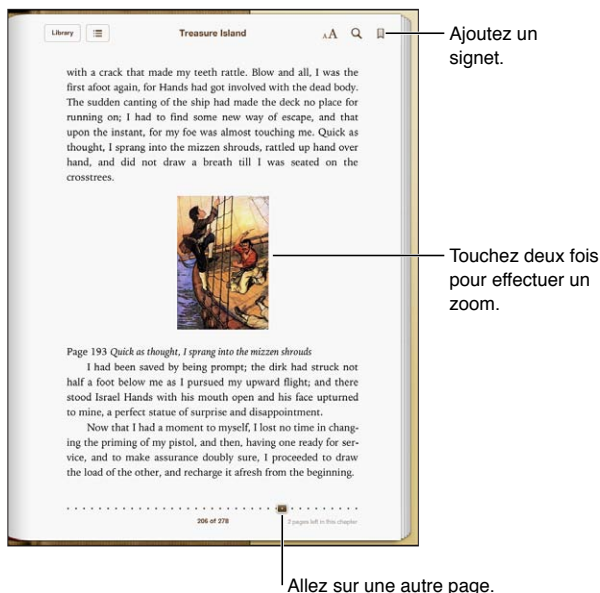 Library
Treasure Island
AA
Ajoutez un
signet.
with a crack that made my teeth rattle. Blow and all, I was the
first afoot again, for Hands had got involved with the dead body.
The sudden canting of the ship had made the deck no place for
running on; I had to find some new way of escape, and that
upon the instant, for my foe was almost touching me. Quick as
thought, I sprang into the mizzen shrouds, rattled up hand over
hand, and did not draw a breath till I was seated on the
crosstrees.
Touchez deux fois
pour effectuer un
zoom.
Page 193 Quick as thought, I sprang into the mizzen shrouds
I had been saved by being prompt; the dirk had struck not
half a foot below me as I pursued my upward flight; and there
stood Israel Hands with his mouth open and his face upturned
to mine, a perfect statue of surprise and disappointment.
Now that I had a moment to myself, I lost no time in chang-
ing the priming of my pistol, and then, having one ready for ser-
vice, and to make assurance doubly sure, I proceeded to draw
the load of the other, and recharge it afresh from the beginning.
206 of 278
2 pages left in this chapter
Allez sur une autre page.